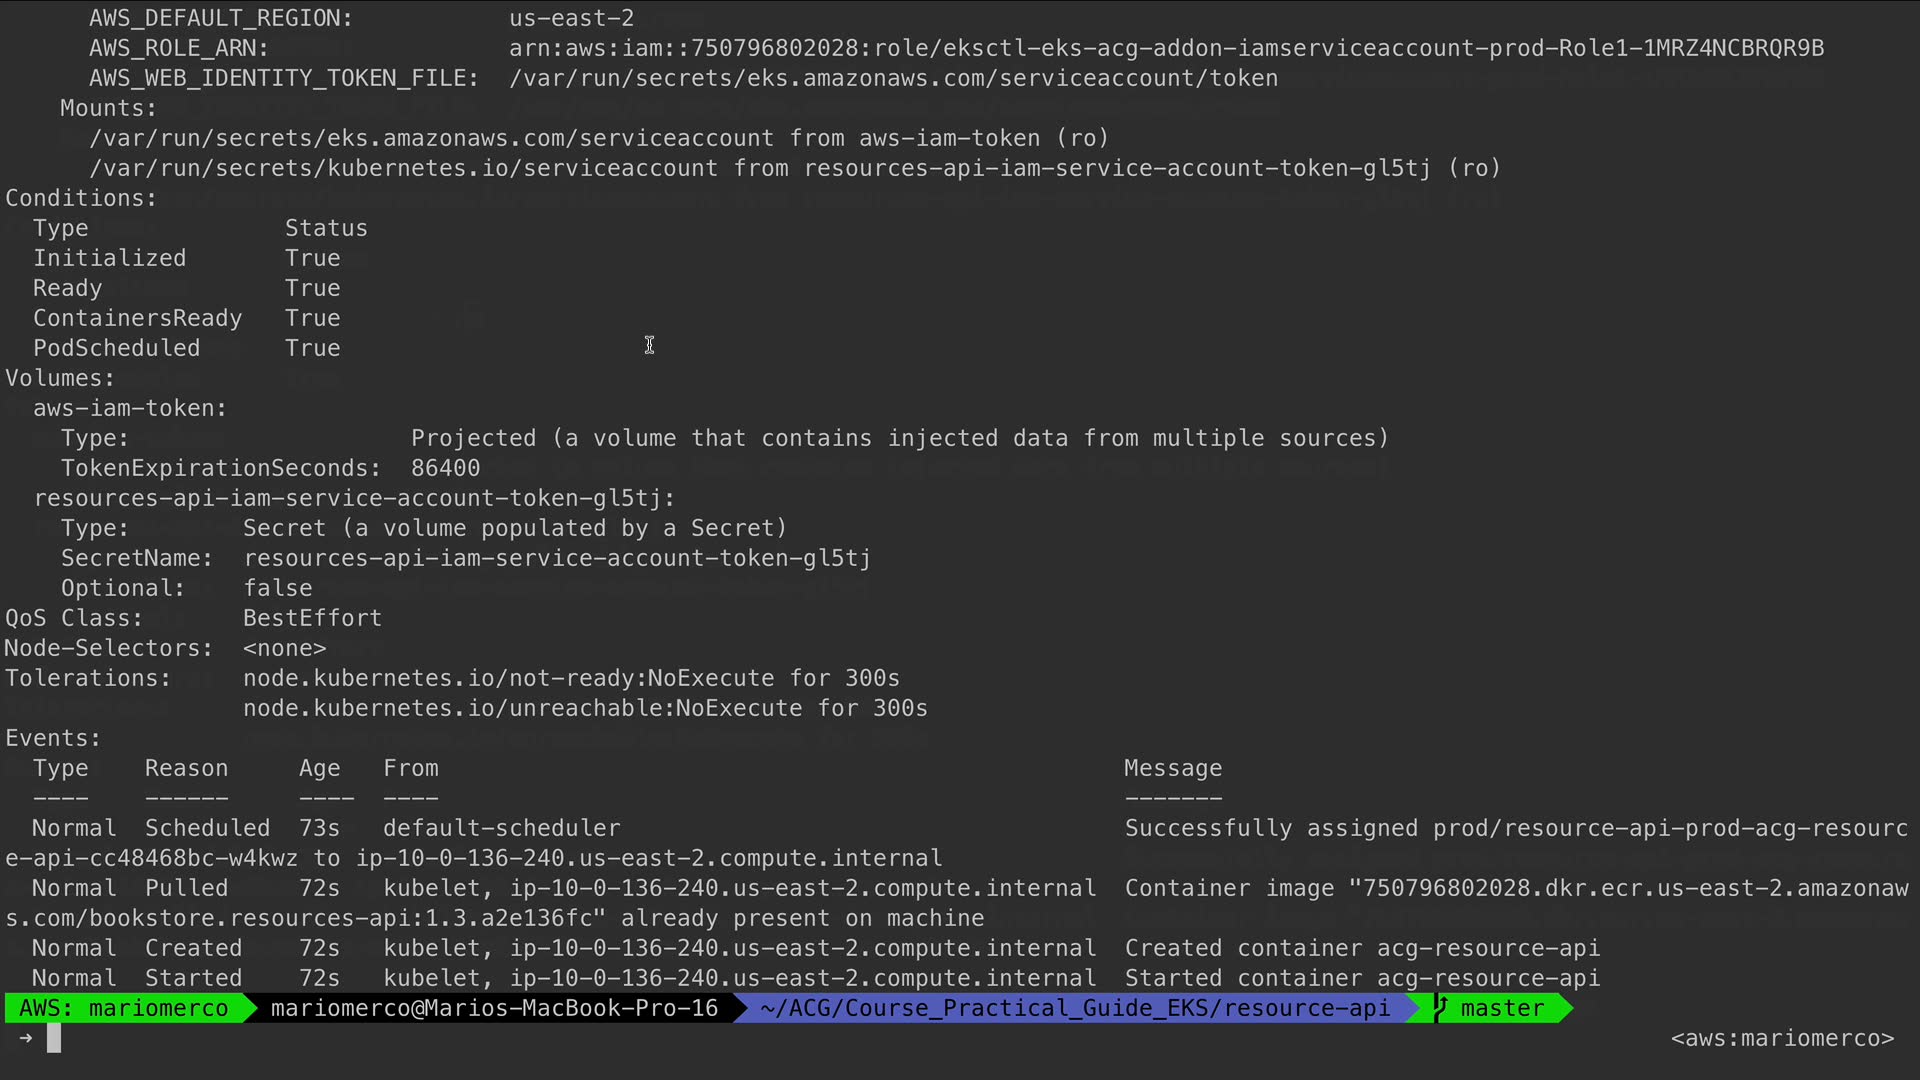 AWS_DEFAULT_REGION: us-east-2
AWS_ROLE_ARN: arn:aws:iam::750796802028:role/eksctl-eks-acg-addon-iamserviceaccount-prod-Role1-1MRZ4NCBRQR9B
AWS_WEB_IDENTITY_TOKEN_FILE: /var/run/secrets/eks.amazonaws.com/serviceaccount/token
Mounts:
/var/run/secrets/eks.amazonaws.com/serviceaccount from aws-iam-token (ro)
/var/run/secrets/kubernetes.io/serviceaccount from resources-api-iam-service-account-token-gl5tj (ro)
Conditions:
Type Status
Initialized True
Ready True
ContainersReady True
PodScheduled True
Volumes:
aws-iam-token:
Type: Projected (a volume that contains injected data from multiple sources)
TokenExpirationSeconds: 86400
resources-api-iam-service-account-token-gl5tj:
Type: Secret (a volume populated by a Secret)
SecretName: resources-api-iam-service-account-token-gl5tj
Optional: false
QoS Class: BestEffort
Node-Selectors: <none>
Tolerations: node.kubernetes.io/not-ready:NoExecute for 300s
node.kubernetes.io/unreachable:NoExecute for 300s
Events:
Type Reason Age From Message
---- ------ ---- ---- -------
Normal Scheduled 73s default-scheduler Successfully assigned prod/resource-api-prod-acg-resourc
e-api-cc48468bc-w4kwz to ip-10-0-136-240.us-east-2.compute.internal
Normal Pulled 72s kubelet, ip-10-0-136-240.us-east-2.compute.internal Container image "750796802028.dkr.ecr.us-east-2.amazonaw
s.com/bookstore.resources-api:1.3.a2e136fc" already present on machine
Normal Created 72s kubelet, ip-10-0-136-240.us-east-2.compute.internal Created container acg-resource-api
Normal Started 72s kubelet, ip-10-0-136-240.us-east-2.compute.internal Started container acg-resource-api
AWS: mariomerco mariomerco@Marios-MacBook-Pro-16 ~/ACG/Course_Practical_Guide_EKS/resource-api master
→ <aws:mariomerco>